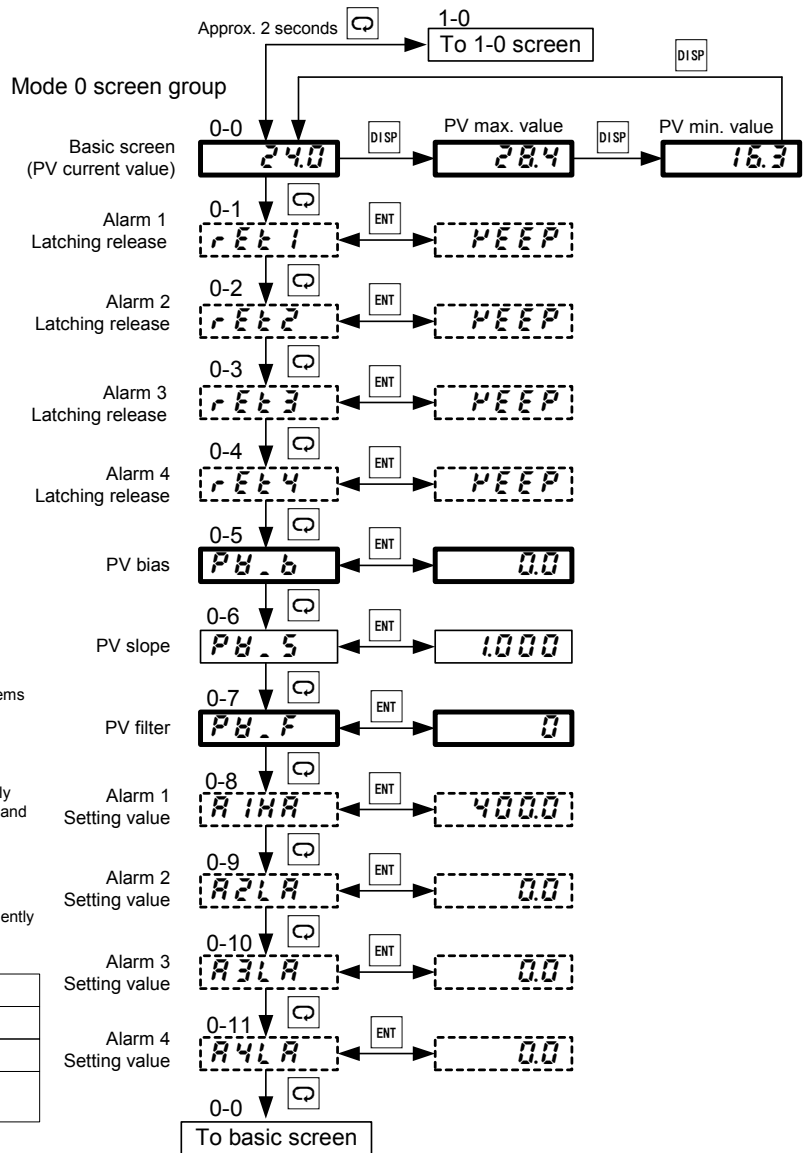 Approx. 2 seconds
1-0
To 1-0 screen
DISP
Mode 0 screen group
0-0
Basic screen
(PV current value)
24.0
DISP
PV max. value
28.4
DISP
PV min. value
16.3
0-1
Alarm 1
Latching release
rEt1
ENT
KEEP
0-2
Alarm 2
Latching release
rEt2
ENT
KEEP
0-3
Alarm 3
Latching release
rEt3
ENT
KEEP
0-4
Alarm 4
Latching release
rEt4
ENT
KEEP
0-5
PV bias
PV_b
ENT
0.0
0-6
PV slope
PV_S
ENT
1.000
ems
0-7
PV filter
PV_F
ENT
0
ly
and
0-8
Alarm 1
Setting value
A1HA
ENT
400.0
0-9
Alarm 2
Setting value
A2LA
ENT
0.0
ently
0-10
Alarm 3
Setting value
A3LA
ENT
0.0
0-11
Alarm 4
Setting value
A4LA
ENT
0.0
0-0
To basic screen